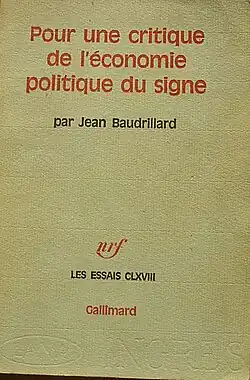 Pour une critique
de l'économie
politique du signe
par Jean Baudrillard
nrf
LES ESSAIS CLXVIII
Gallimard